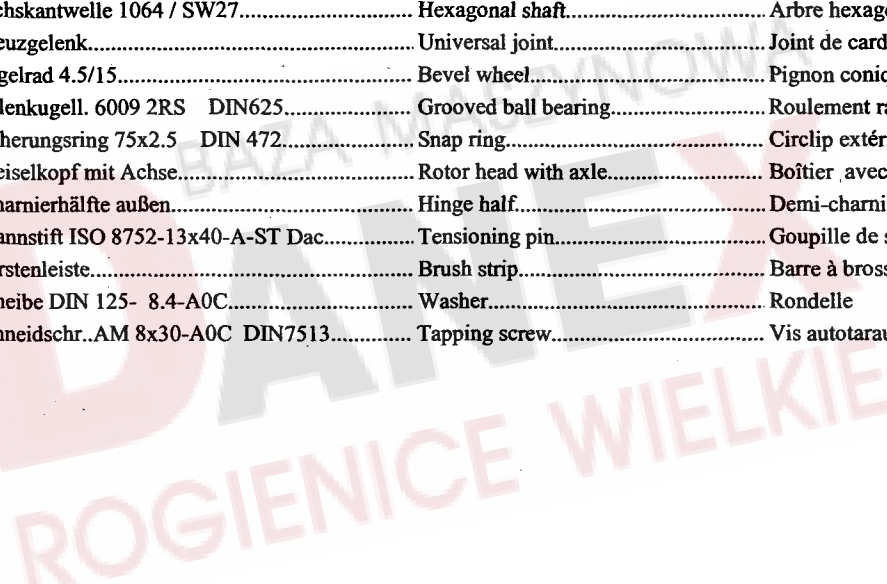 chskantwelle 1064 / SW27................................ Hexagonal shaft..................................... Arbre hexago
euzgelenk............................................................. Universal joint....................................... Joint de card
gelrad 4.5/15........................................................ Bevel wheel........................................... Pignon coniq
lenkugell. 6009 2RS DIN625........................ Grooved ball bearing............................ Roulement ra
herungsring 75x2.5 DIN 472........................ Snap ring............................................... Circlip extér
eiselkopf mit Achse........................................... Rotor head with axle............................. Boîtier avec
harnierhälfte außen............................................. Hinge half.............................................. Demi-charni
annstift ISO 8752-13x40-A-ST Dac............... Tensioning pin....................................... Goupille de s
rstenleiste............................................................. Brush strip.............................................. Barre à bross
heibe DIN 125- 8.4-A0C.................................. Washer................................................... Rondelle
hneidschr..AM 8x30-A0C DIN7513.............. Tapping screw....................................... Vis autotarau
BAZA MASZYNOWA
DANEX
ROGIENICE WIELKIE